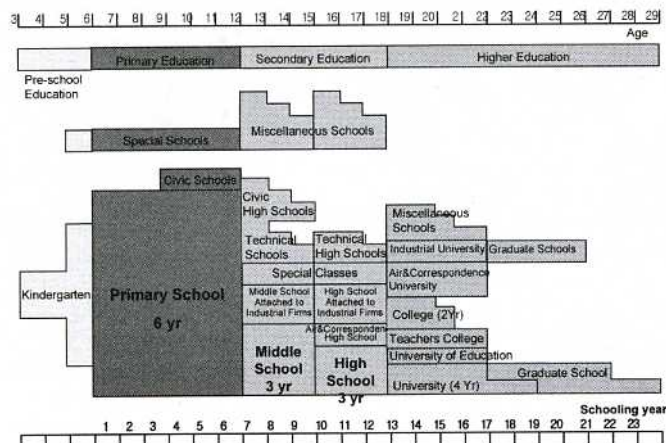 3 4 5 6 7 8 9 10 11 12 13 14 15 16 17 18 19 20 21 22 23 24 25 26 27 28 29
Age
Primary Education
Secondary Education
Higher Education
Pre-school
Education
Special Schools
Miscellaneous Schools
Civic Schools
Civic
High Schools
Technical
Schools
Technical
High Schools
Miscellaneous
Schools
Industrial University
Graduate Schools
Kindergarten
Primary School
6 yr
Special Classes
Air&Correspondence
University
Middle School
Attached to
Industrial Firms
High School
Attached to
Industrial Firms
College (2Yr)
Air&Corresponden
High School
Teachers College
Middle
School
3 yr
High
School
3 yr
University of Education
Graduate School
University (4 Yr)
Schooling year
1 2 3 4 5 6 7 8 9 10 11 12 13 14 15 16 17 18 19 20 21 22 23